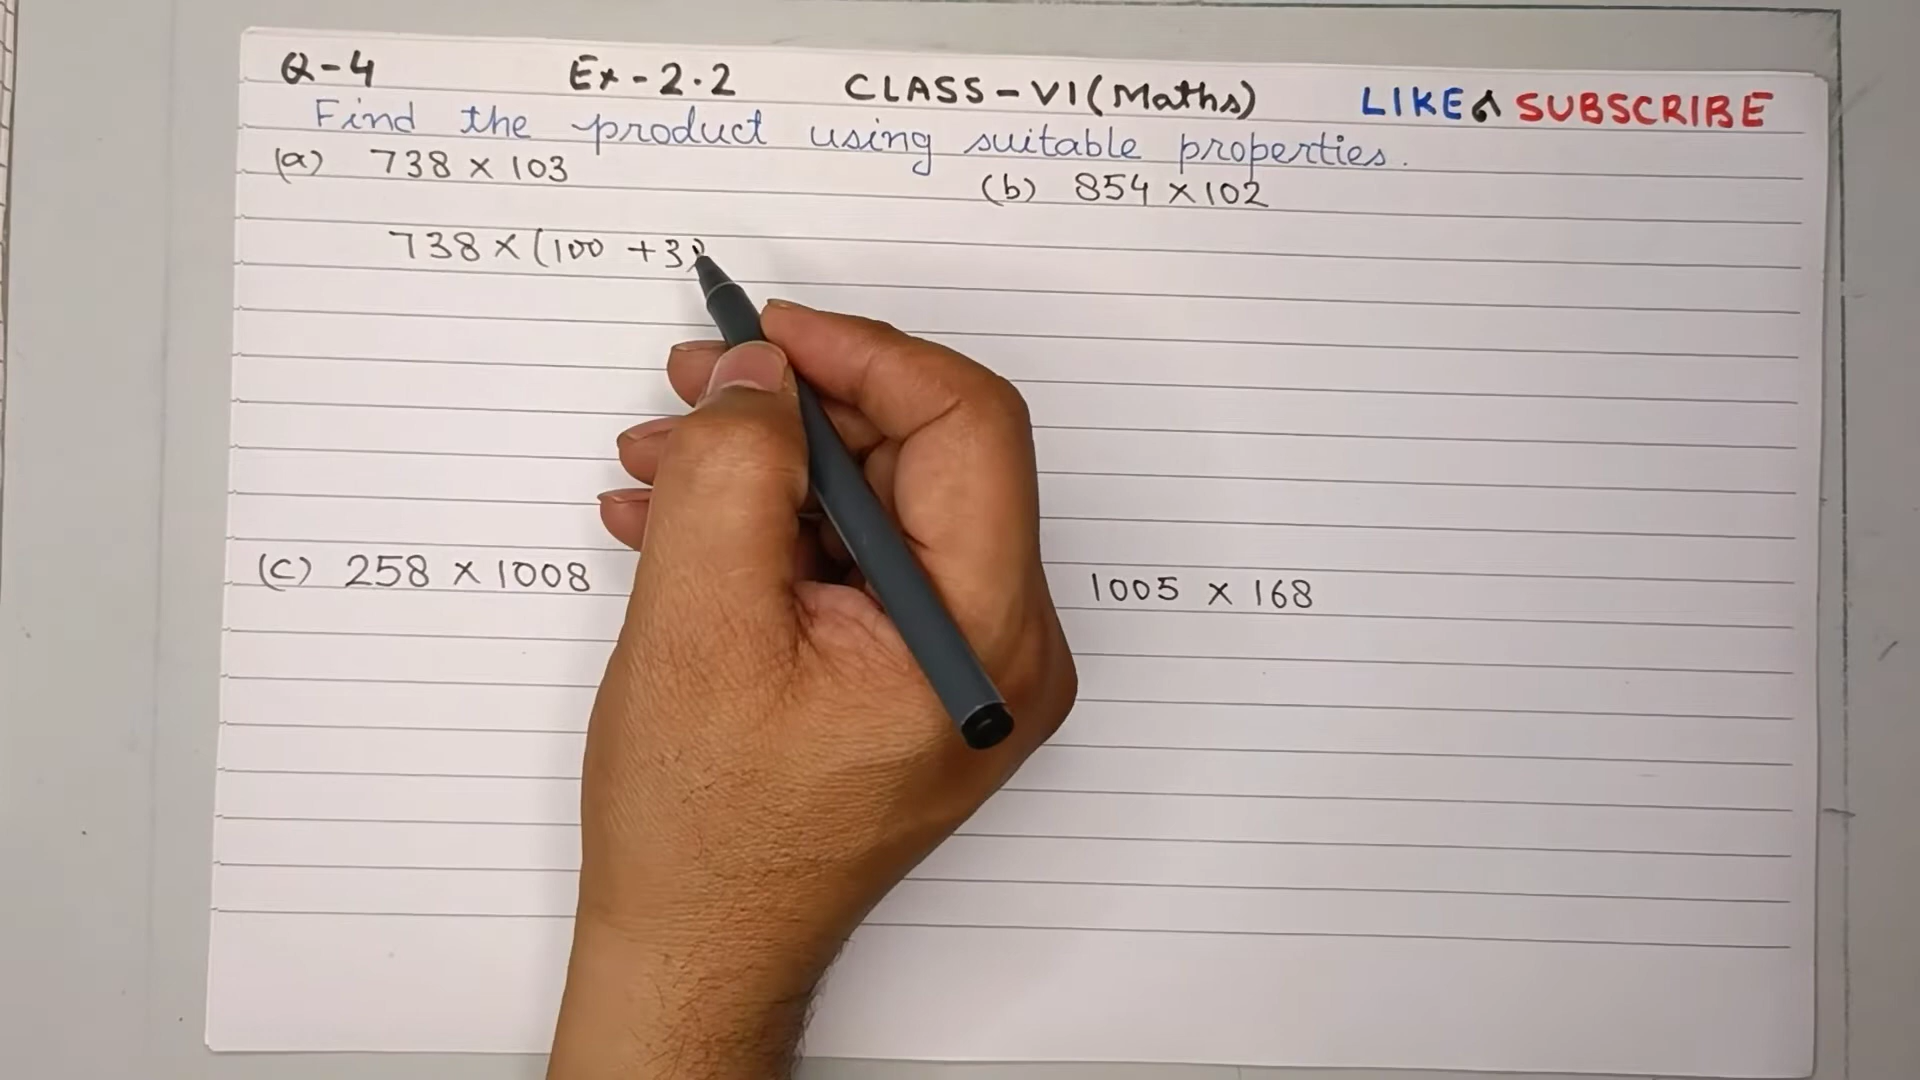 Q-4 Ex-2.2 CLASS-VI (Maths) LIKE & SUBSCRIBE
Find the product using suitable properties.
(a) 738 × 103 (b) 854 × 102
738 × (100 + 3)
(c) 258 × 1008 1005 × 168